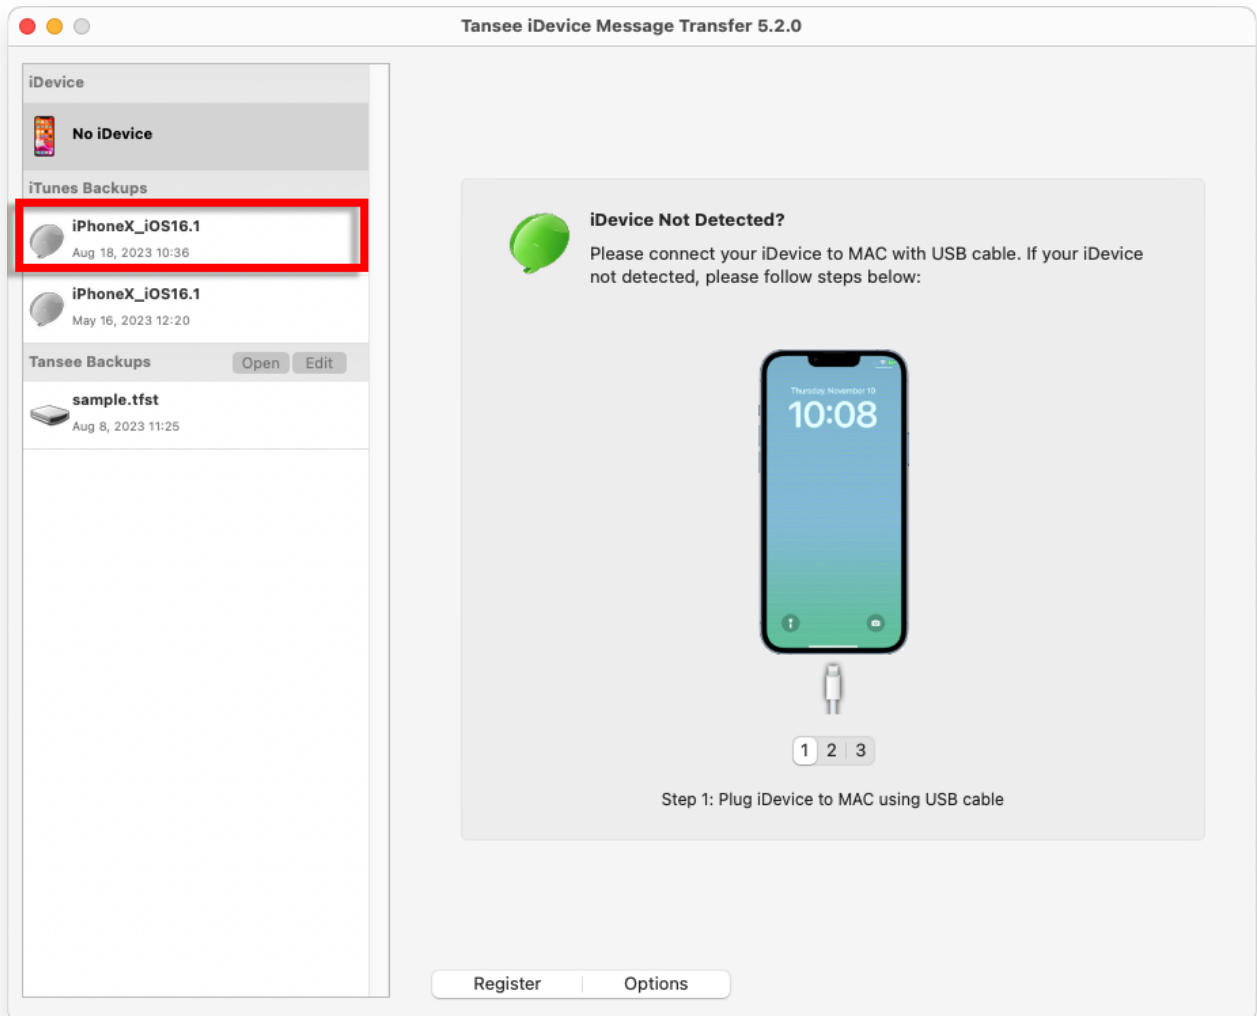 Tansee iDevice Message Transfer 5.2.0
iDevice
No iDevice
iTunes Backups
iPhoneX_iOS16.1
Aug 18, 2023 10:36
iPhoneX_iOS16.1
May 16, 2023 12:20
Tansee Backups Open Edit
sample.tfst
Aug 8, 2023 11:25
iDevice Not Detected?
Please connect your iDevice to MAC with USB cable. If your iDevice
not detected, please follow steps below:
Thursday, November 10
10:08
1 2 3
Step 1: Plug iDevice to MAC using USB cable
Register Options